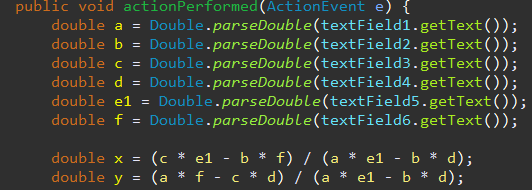 public void actionPerformed(ActionEvent e) {
double a = Double.parseDouble(textField1.getText());
double b = Double.parseDouble(textField2.getText());
double c = Double.parseDouble(textField3.getText());
double d = Double.parseDouble(textField4.getText());
double e1 = Double.parseDouble(textField5.getText());
double f = Double.parseDouble(textField6.getText());
double x = (c * e1 - b * f) / (a * e1 - b * d);
double y = (a * f - c * d) / (a * e1 - b * d);